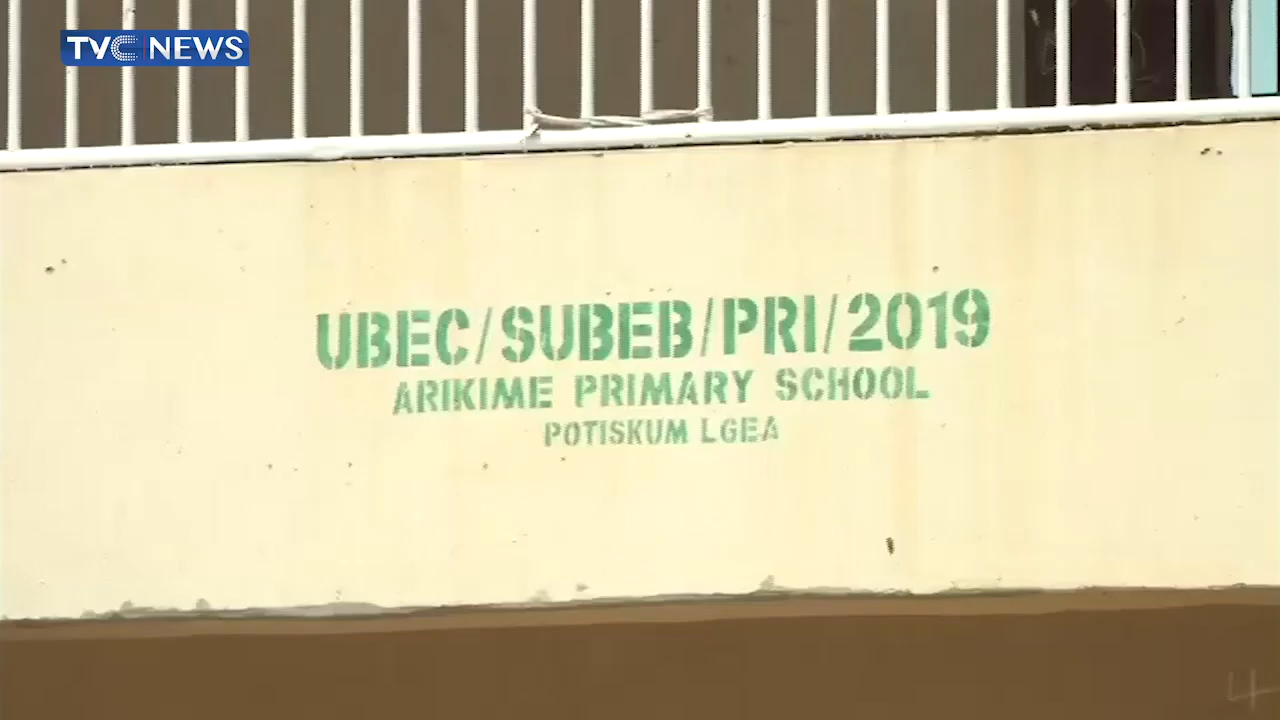 TVC NEWS
UBEC/SUBEB/PRI/2019
ARIKIME PRIMARY SCHOOL
POTISKUM LGEA